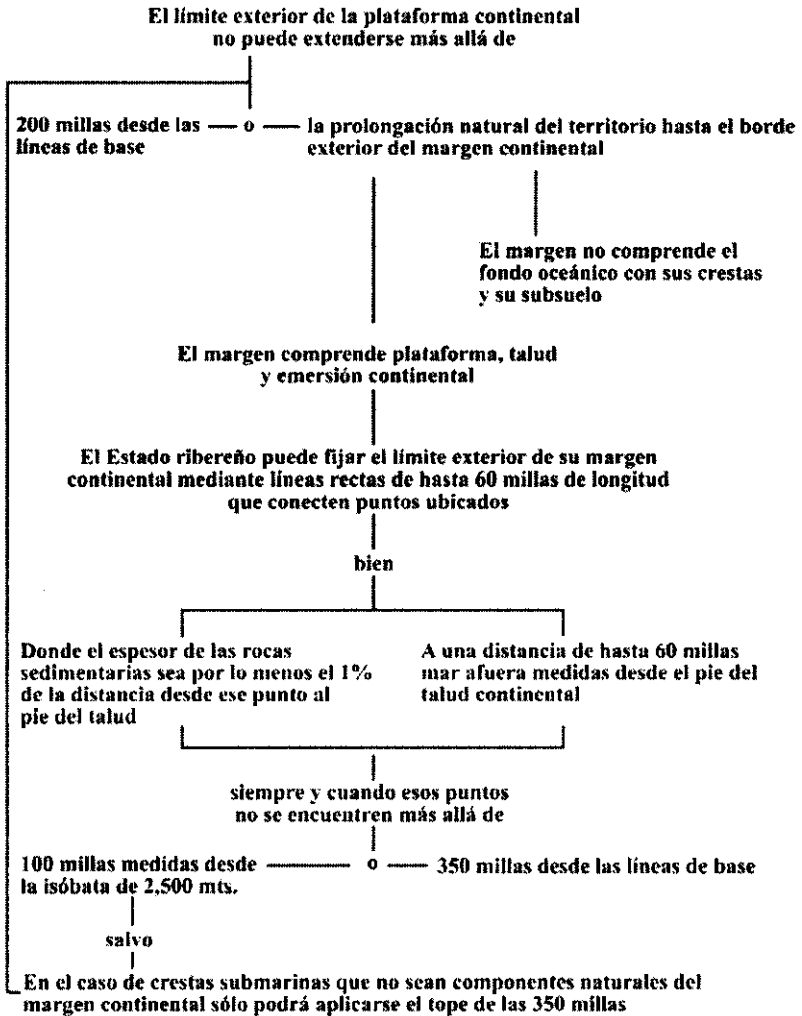 El límite exterior de la plataforma continental
no puede extenderse más allá de
200 millas desde las
líneas de base
o
la prolongación natural del territorio hasta el borde
exterior del margen continental
El margen no comprende el
fondo oceánico con sus crestas
y su subsuelo
El margen comprende plataforma, talud
y emersión continental
El Estado ribereño puede fijar el límite exterior de su margen
continental mediante líneas rectas de hasta 60 millas de longitud
que conecten puntos ubicados
bien
Donde el espesor de las rocas
sedimentarias sea por lo menos el 1%
de la distancia desde ese punto al
pie del talud
A una distancia de hasta 60 millas
mar afuera medidas desde el pie del
talud continental
siempre y cuando esos puntos
no se encuentren más allá de
100 millas medidas desde
la isóbata de 2,500 mts.
o
350 millas desde las líneas de base
salvo
En el caso de crestas submarinas que no sean componentes naturales del
margen continental sólo podrá aplicarse el tope de las 350 millas